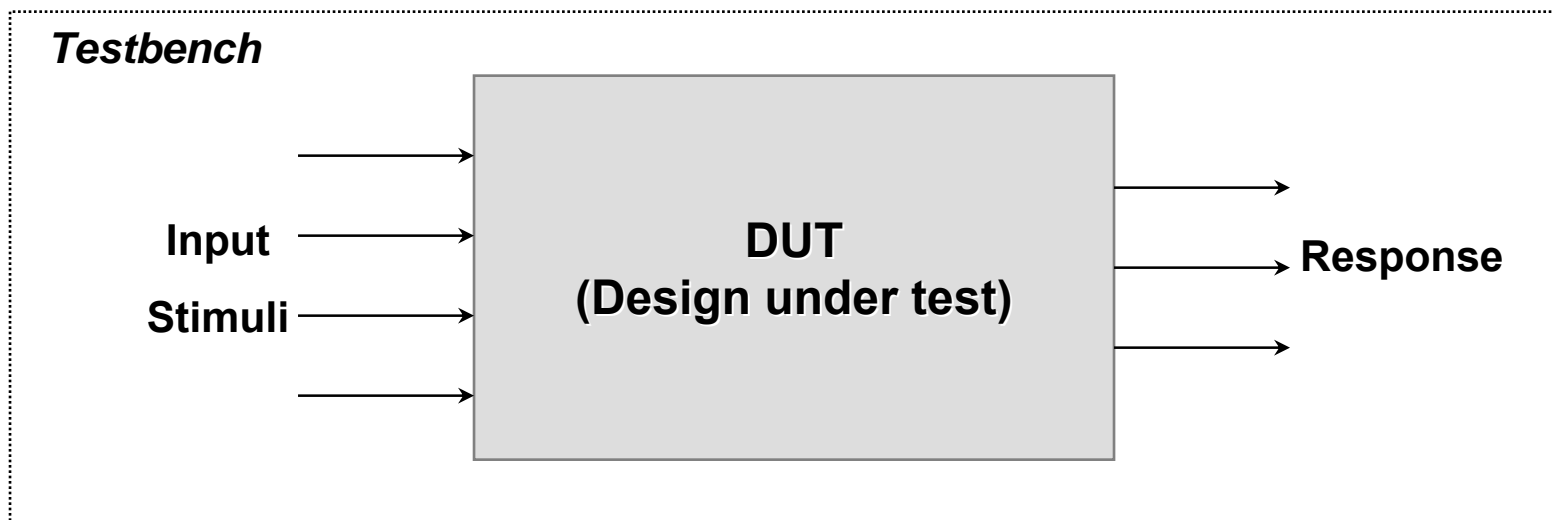 Testbench
Input
Stimuli
DUT
(Design under test)
Response